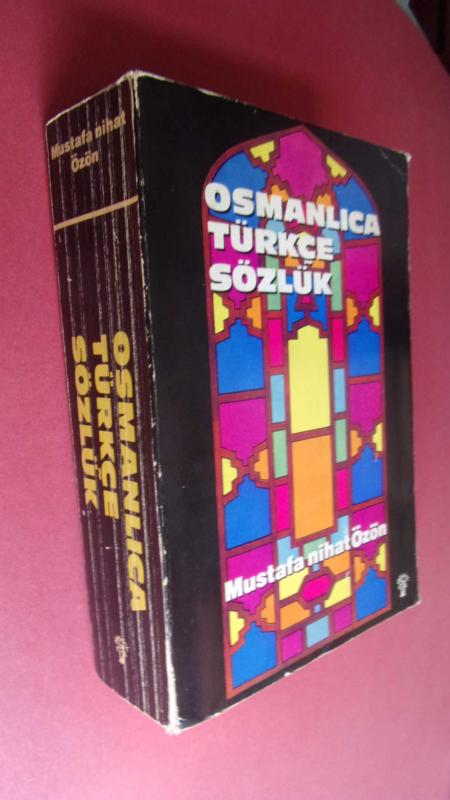 Mustafa nihat
Özön
OSMANLICA
TÜRKÇE
SÖZLÜK
OSMANLICA
TÜRKÇE
SÖZLÜK
Mustafa nihat Özön